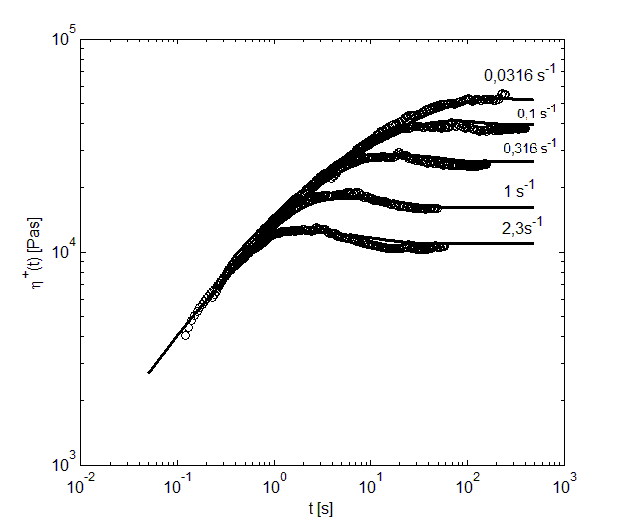 10^5
0,0316 s^-1
0,1 s^-1
0,316 s^-1
1 s^-1
2,3s^-1
10^4
η^+(t) [Pas]
10^3
10^-2 10^-1 10^0 10^1 10^2 10^3
t [s]